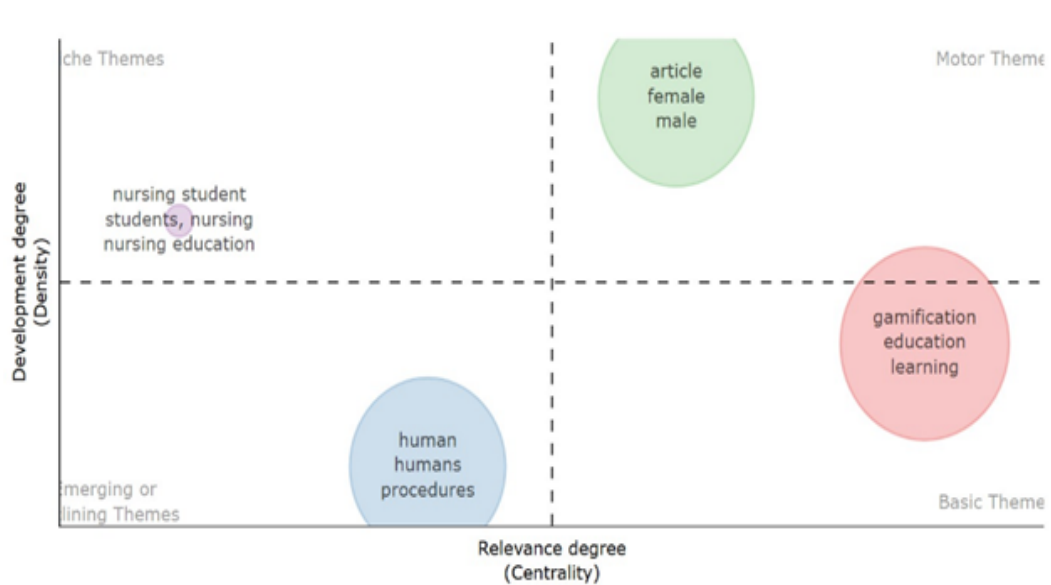 che Themes
Motor Theme
article
female
male
nursing student
students, nursing
nursing education
Development degree
(Density)
gamification
education
learning
human
humans
procedures
merging or
lining Themes
Basic Theme
Relevance degree
(Centrality)